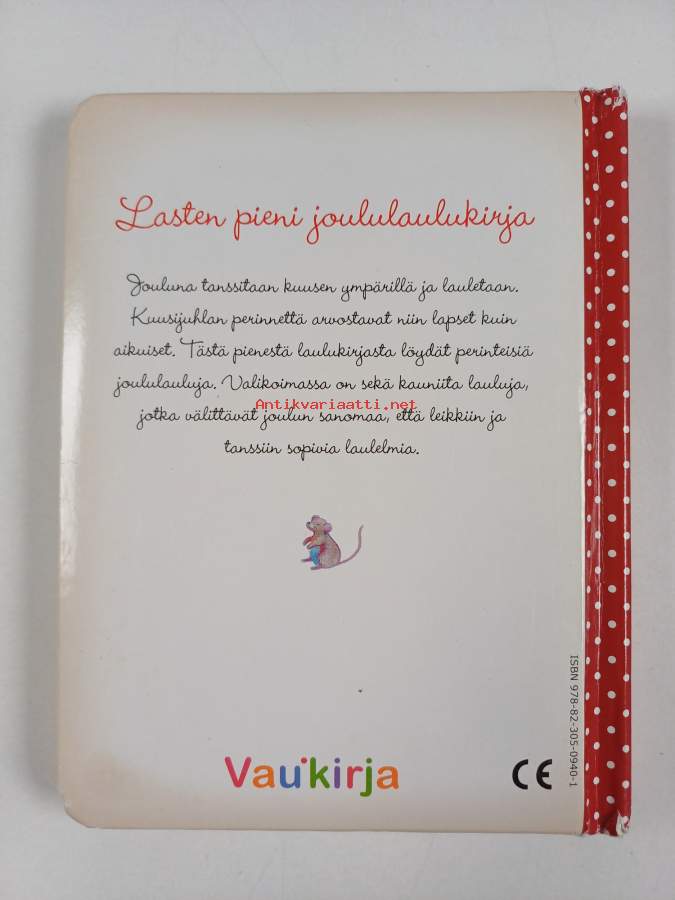 Lasten pieni joululaulukirja
Jouluna tanssitaan kuusen ympärillä ja lauletaan.
Kuusijuhlan perinnettä arvostavat niin lapset kuin
aikuiset. Tästä pienestä laulukirjasta löydät perinteisiä
joululauluja. Valikoimassa on sekä kauniita lauluja,
Antikvariaatti.net
jotka välittävät joulun sanomaa, että leikkiin ja
tanssiin sopivia laulelmia.
ISBN 978-82-305-0940-1
Vaukirja
CE